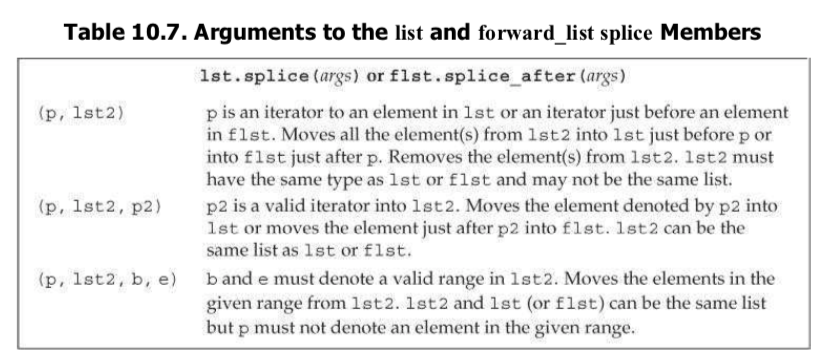 Table 10.7. Arguments to the list and forward_list splice Members
lst.splice(args) or flst.splice_after(args)
(p, lst2) p is an iterator to an element in lst or an iterator just before an element
in flst. Moves all the element(s) from lst2 into lst just before p or
into flst just after p. Removes the element(s) from lst2. lst2 must
have the same type as lst or flst and may not be the same list.
(p, lst2, p2) p2 is a valid iterator into lst2. Moves the element denoted by p2 into
lst or moves the element just after p2 into flst. lst2 can be the
same list as lst or flst.
(p, lst2, b, e) b and e must denote a valid range in lst2. Moves the elements in the
given range from lst2. lst2 and lst (or flst) can be the same list
but p must not denote an element in the given range.